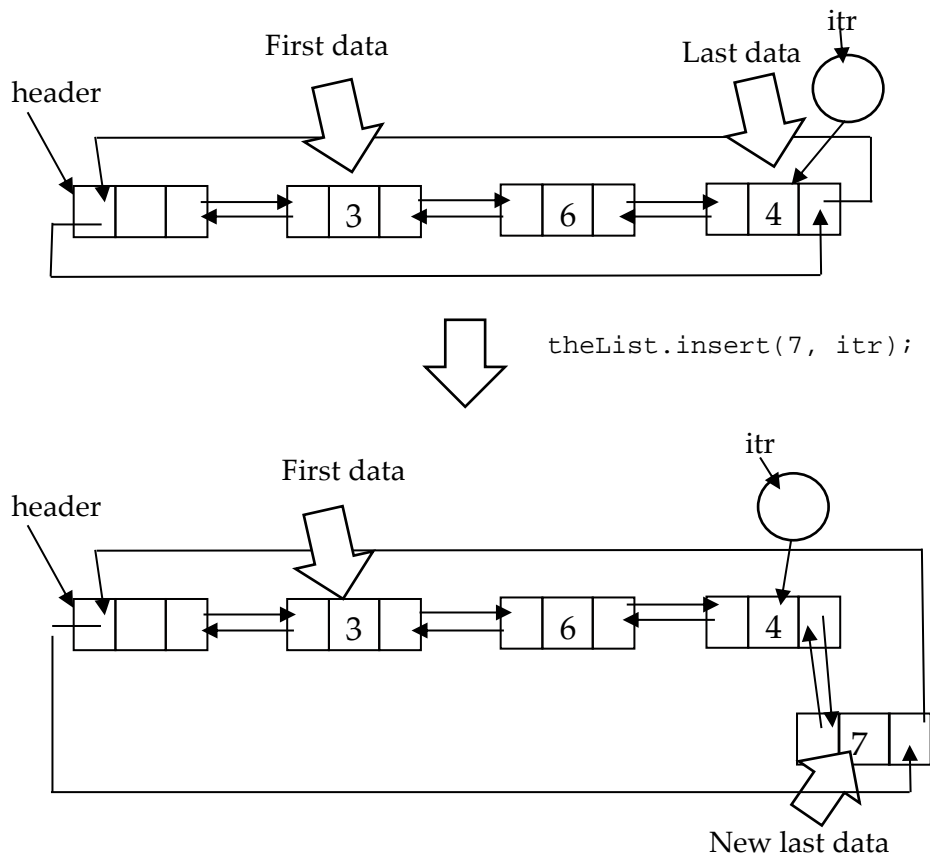 itr
First data
Last data
header
3
6
4
theList.insert(7, itr);
itr
First data
header
3
6
4
7
New last data